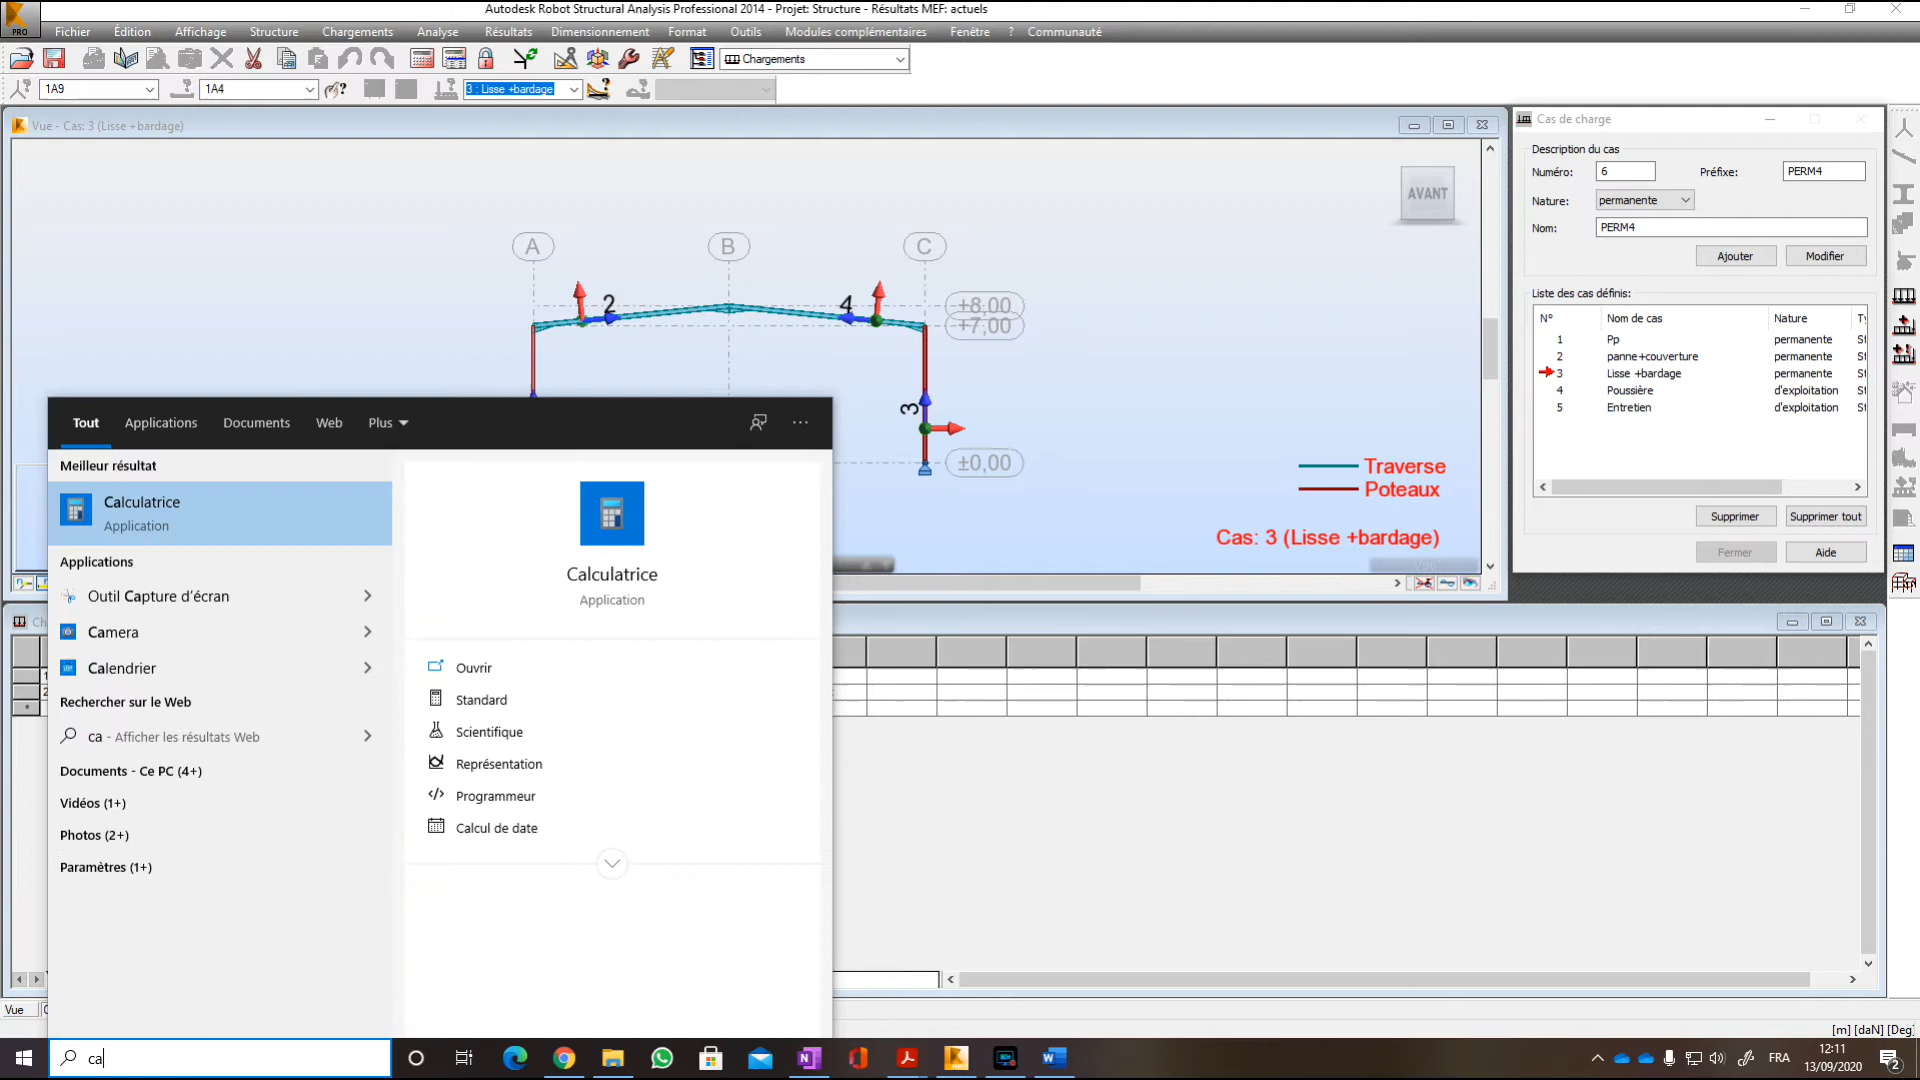 Autodesk Robot Structural Analysis Professional 2014 - Projet: Structure - Résultats MEF: actuels
PRO
Fichier Édition Affichage Structure Chargements Analyse Résultats Dimensionnement Format Outils Modules complémentaires Fenêtre ? Communauté
Chargements
1A9 1A4 3 : Lisse +bardage
Vue - Cas: 3 (Lisse +bardage)
AVANT
A B C
2 4 +8,00
+7,00
3
±0,00
Traverse
Poteaux
Cas: 3 (Lisse +bardage)
Cas de charge
Description du cas
Numéro: 6 Préfixe: PERM4
Nature: permanente
Nom: PERM4
Ajouter Modifier
Liste des cas définis:
N° Nom de cas Nature
1 Pp permanente
2 panne+couverture permanente
3 Lisse +bardage permanente
4 Poussière d'exploitation
5 Entretien d'exploitation
Supprimer Supprimer tout
Fermer Aide
Tout Applications Documents Web Plus
Meilleur résultat
Calculatrice
Application
Applications
Outil Capture d'écran
Camera
Calendrier
Rechercher sur le Web
ca - Afficher les résultats Web
Documents - Ce PC (4+)
Vidéos (1+)
Photos (2+)
Paramètres (1+)
Calculatrice
Application
Ouvrir
Standard
Scientifique
Représentation
Programmeur
Calcul de date
Vue
[m] [daN] [Deg]
ca
FRA
12:11
13/09/2020
2